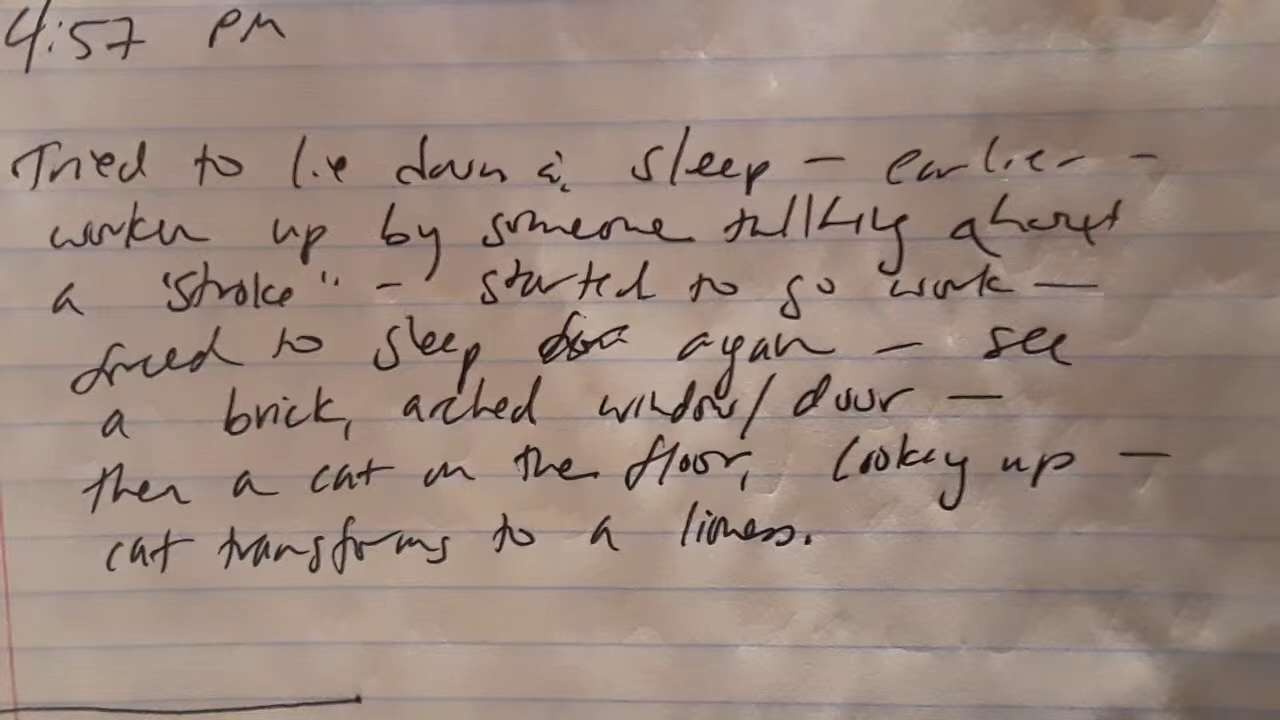 4:57 PM
Tried to lie down & sleep — earlier —
woken up by someone talking about
a "stroke" — started to go work —
tried to sleep again — see
a brick, arched window/door —
then a cat on the floor, looking up —
cat transforms to a lioness.